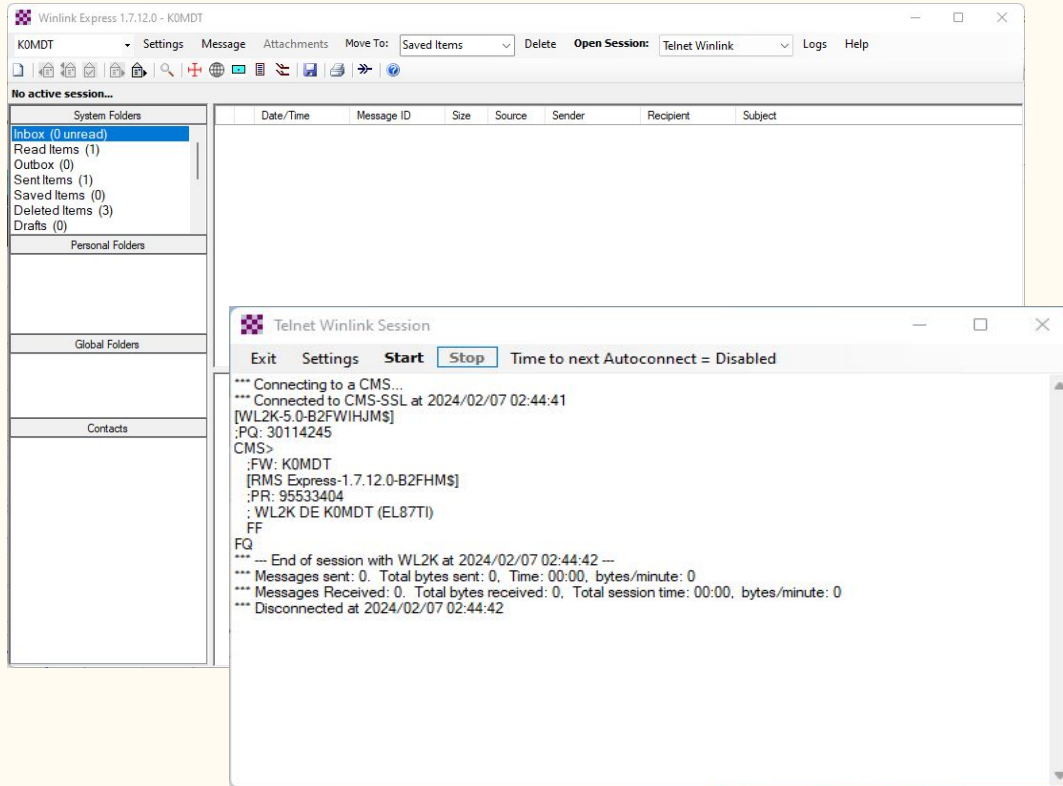 Winlink Express 1.7.12.0 - K0MDT
K0MDT Settings Message Attachments Move To: Saved Items Delete Open Session: Telnet Winlink Logs Help
No active session...
System Folders Date/Time Message ID Size Source Sender Recipient Subject
Inbox (0 unread)
Read Items (1)
Outbox (0)
Sent Items (1)
Saved Items (0)
Deleted Items (3)
Drafts (0)
Personal Folders
Global Folders
Contacts
Telnet Winlink Session
Exit Settings Start Stop Time to next Autoconnect = Disabled
*** Connecting to a CMS...
*** Connected to CMS-SSL at 2024/02/07 02:44:41
[WL2K-5.0-B2FWIHJM$]
;PQ: 30114245
CMS>
;FW: K0MDT
[RMS Express-1.7.12.0-B2FHM$]
;PR: 95533404
; WL2K DE K0MDT (EL87TI)
FF
FQ
*** --- End of session with WL2K at 2024/02/07 02:44:42 ---
*** Messages sent: 0. Total bytes sent: 0, Time: 00:00, bytes/minute: 0
*** Messages Received: 0. Total bytes received: 0, Total session time: 00:00, bytes/minute: 0
*** Disconnected at 2024/02/07 02:44:42